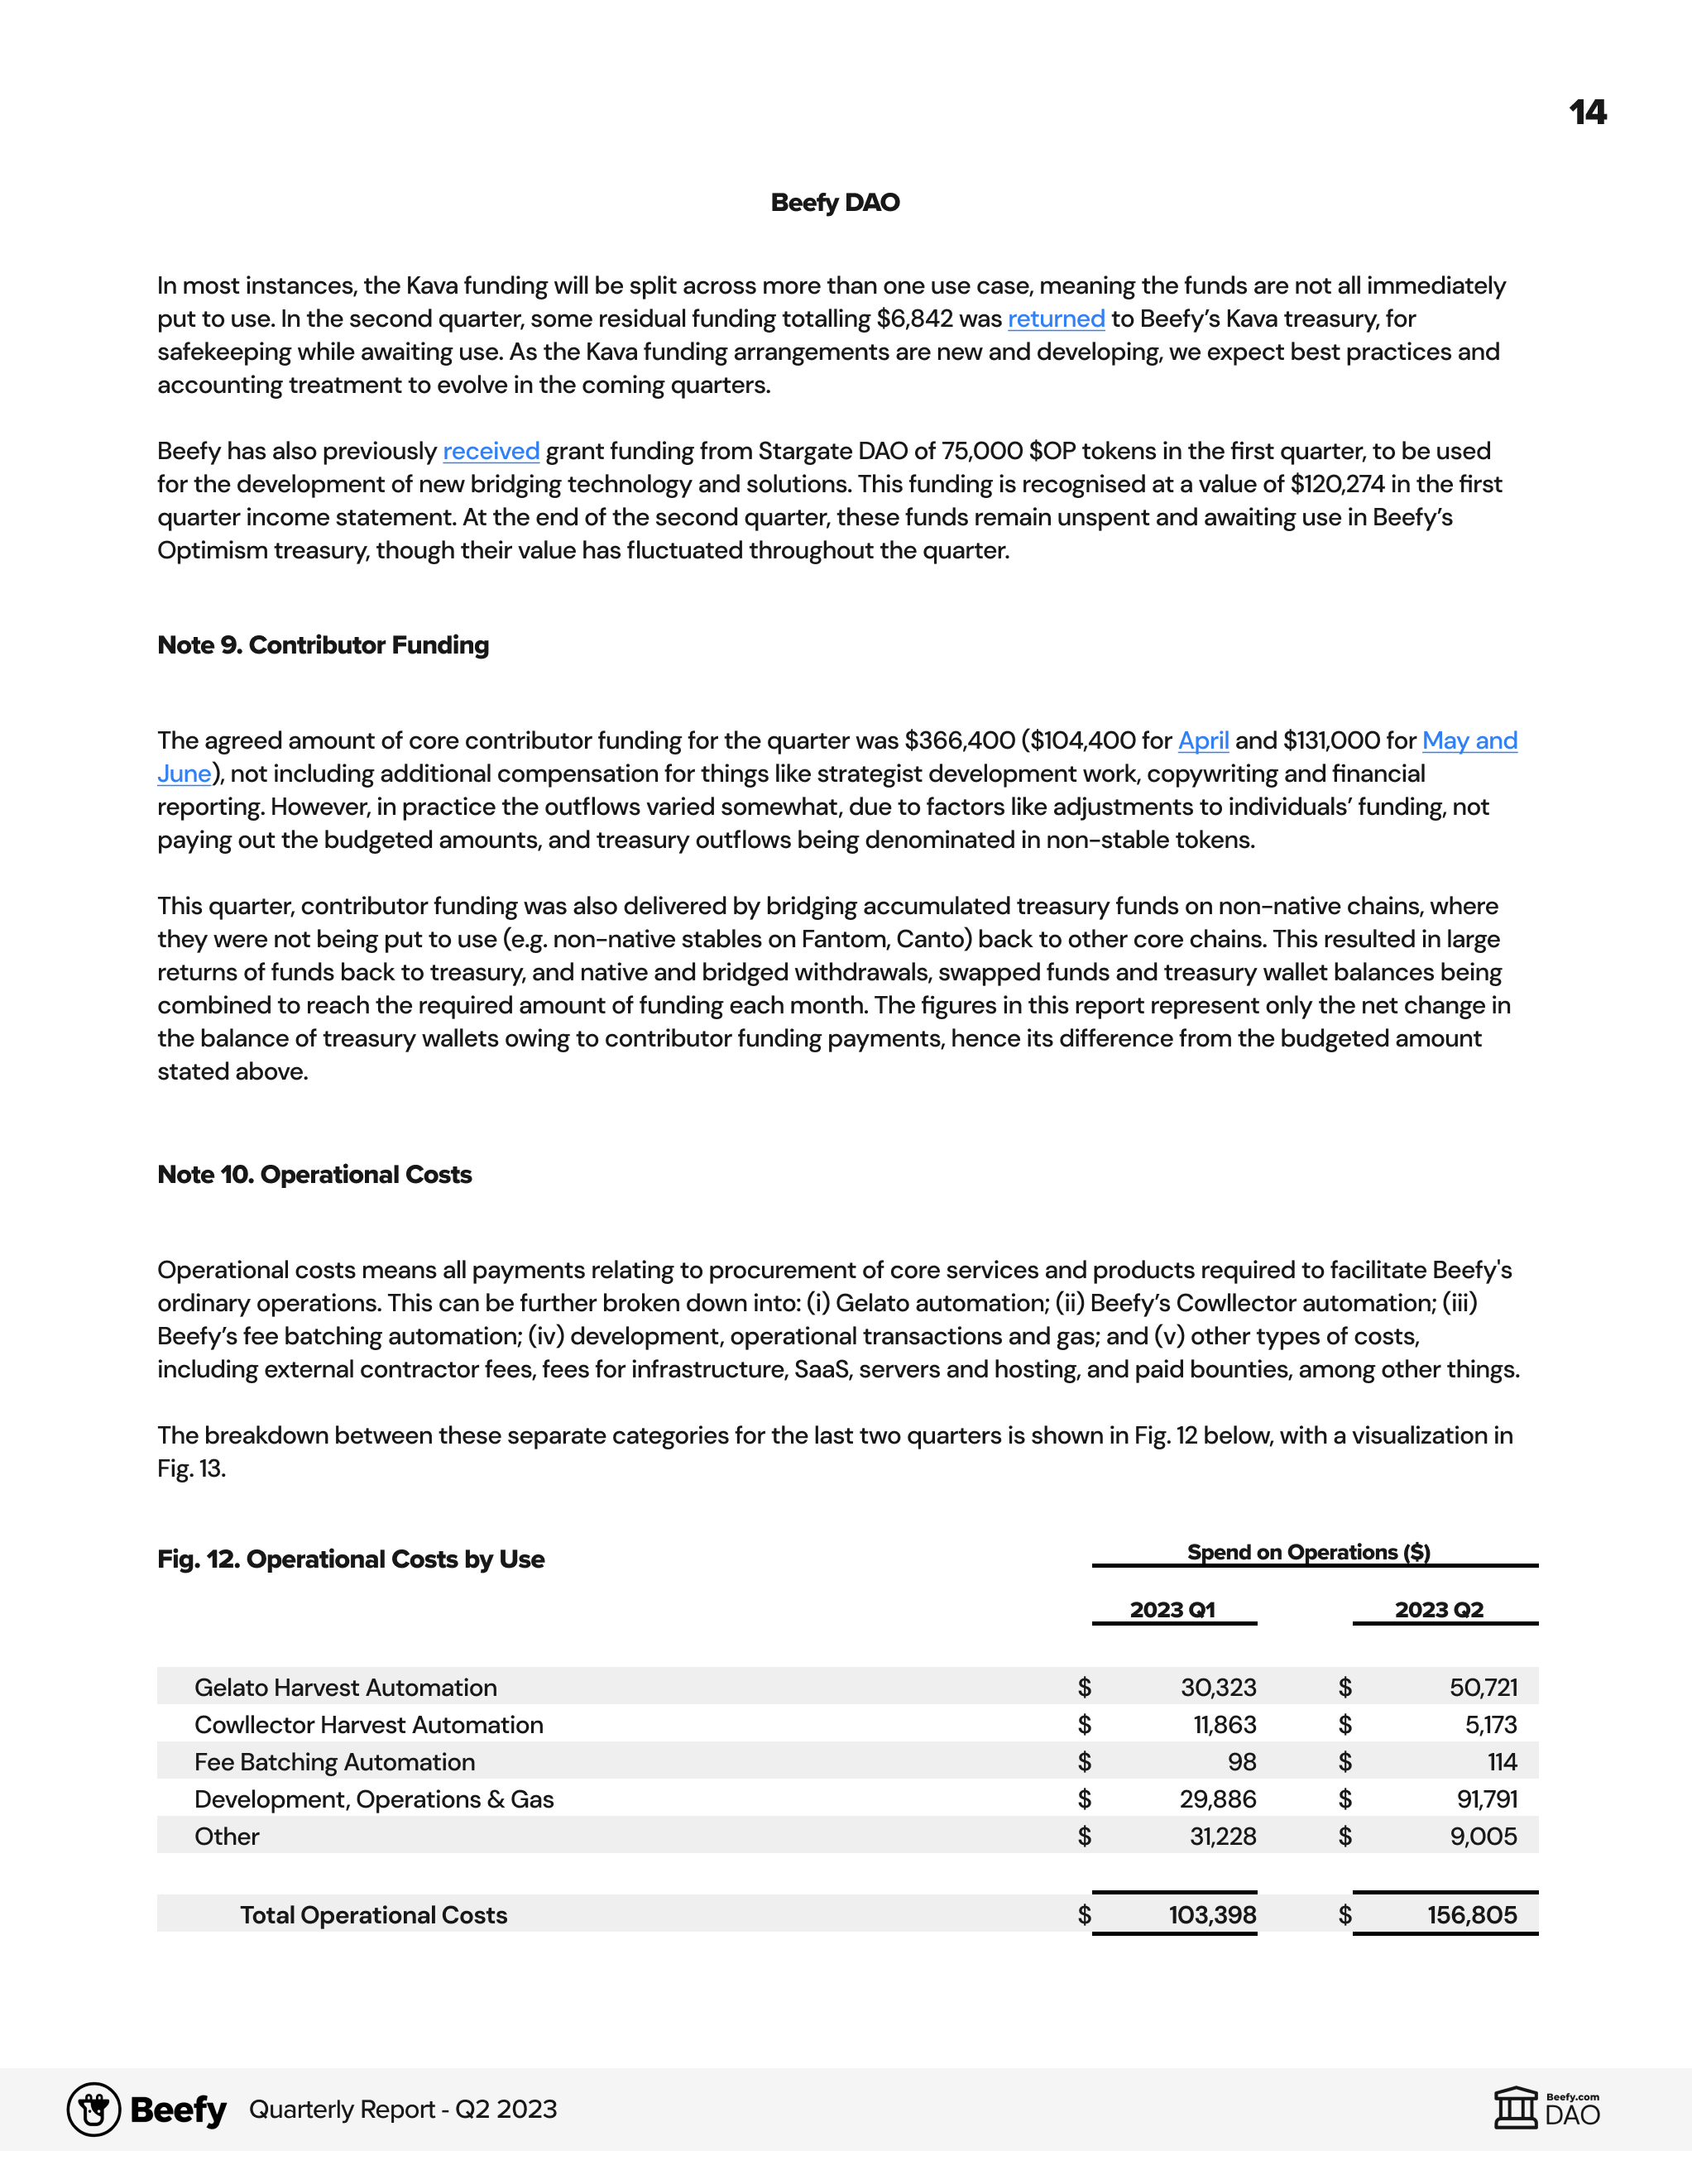 14
Beefy DAO
In most instances, the Kava funding will be split across more than one use case, meaning the funds are not all immediately
put to use. In the second quarter, some residual funding totalling $6,842 was returned to Beefy’s Kava treasury, for
safekeeping while awaiting use. As the Kava funding arrangements are new and developing, we expect best practices and
accounting treatment to evolve in the coming quarters.
Beefy has also previously received grant funding from Stargate DAO of 75,000 $OP tokens in the first quarter, to be used
for the development of new bridging technology and solutions. This funding is recognised at a value of $120,274 in the first
quarter income statement. At the end of the second quarter, these funds remain unspent and awaiting use in Beefy’s
Optimism treasury, though their value has fluctuated throughout the quarter.
Note 9. Contributor Funding
The agreed amount of core contributor funding for the quarter was $366,400 ($104,400 for April and $131,000 for May and
June), not including additional compensation for things like strategist development work, copywriting and financial
reporting. However, in practice the outflows varied somewhat, due to factors like adjustments to individuals’ funding, not
paying out the budgeted amounts, and treasury outflows being denominated in non-stable tokens.
This quarter, contributor funding was also delivered by bridging accumulated treasury funds on non-native chains, where
they were not being put to use (e.g. non-native stables on Fantom, Canto) back to other core chains. This resulted in large
returns of funds back to treasury, and native and bridged withdrawals, swapped funds and treasury wallet balances being
combined to reach the required amount of funding each month. The figures in this report represent only the net change in
the balance of treasury wallets owing to contributor funding payments, hence its difference from the budgeted amount
stated above.
Note 10. Operational Costs
Operational costs means all payments relating to procurement of core services and products required to facilitate Beefy's
ordinary operations. This can be further broken down into: (i) Gelato automation; (ii) Beefy’s Cowllector automation; (iii)
Beefy’s fee batching automation; (iv) development, operational transactions and gas; and (v) other types of costs,
including external contractor fees, fees for infrastructure, SaaS, servers and hosting, and paid bounties, among other things.
The breakdown between these separate categories for the last two quarters is shown in Fig. 12 below, with a visualization in
Fig. 13.
Fig. 12. Operational Costs by Use Spend on Operations ($)
2023 Q1 2023 Q2
Gelato Harvest Automation $ 30,323 $ 50,721
Cowllector Harvest Automation $ 11,863 $ 5,173
Fee Batching Automation $ 98 $ 114
Development, Operations & Gas $ 29,886 $ 91,791
Other $ 31,228 $ 9,005
Total Operational Costs $ 103,398 $ 156,805
Beefy Quarterly Report - Q2 2023
Beefy.com
DAO